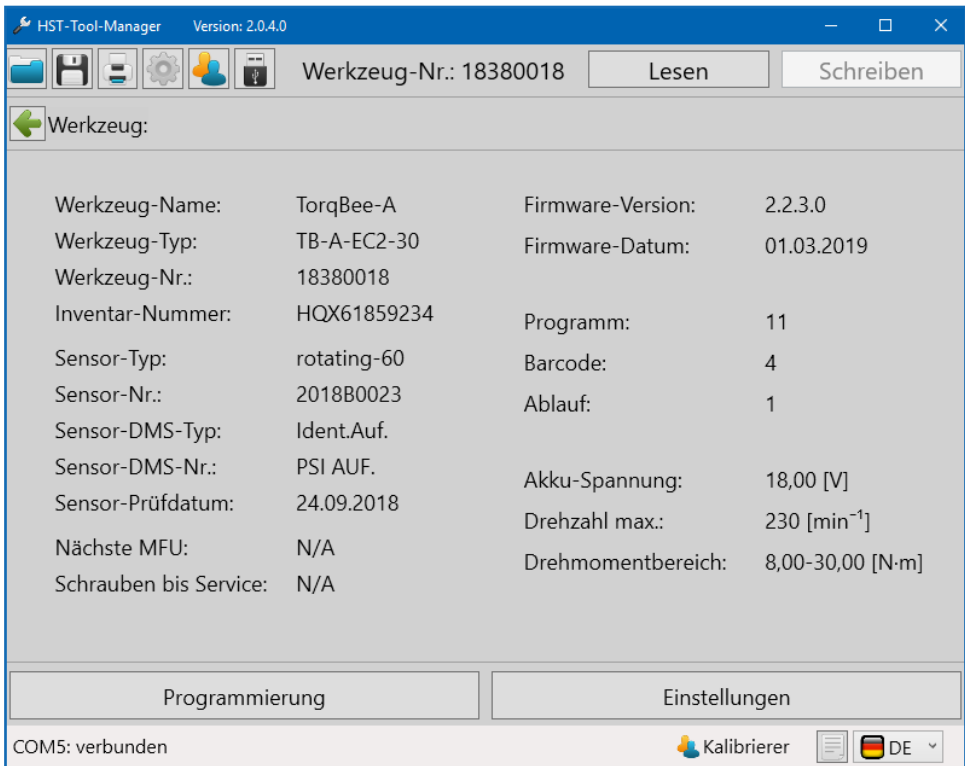 HST-Tool-Manager Version: 2.0.4.0
Werkzeug-Nr.: 18380018 Lesen Schreiben
Werkzeug:
Werkzeug-Name: TorqBee-A
Werkzeug-Typ: TB-A-EC2-30
Werkzeug-Nr.: 18380018
Inventar-Nummer: HQX61859234
Sensor-Typ: rotating-60
Sensor-Nr.: 2018B0023
Sensor-DMS-Typ: Ident.Auf.
Sensor-DMS-Nr.: PSI AUF.
Sensor-Prüfdatum: 24.09.2018
Nächste MFU: N/A
Schrauben bis Service: N/A
Firmware-Version: 2.2.3.0
Firmware-Datum: 01.03.2019
Programm: 11
Barcode: 4
Ablauf: 1
Akku-Spannung: 18,00 [V]
Drehzahl max.: 230 [min⁻¹]
Drehmomentbereich: 8,00-30,00 [N·m]
Programmierung Einstellungen
COM5: verbunden Kalibrierer DE